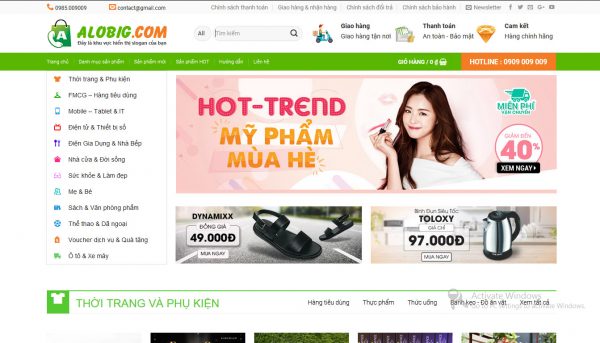 0985.009009
contact@gmail.com
Chính sách thanh toán
Giao hàng & nhận hàng
Chính sách đổi trả
Chính sách bảo hành
A
ALOBIG.COM
Đây là khu vực hiển thị slogan của bạn
All
Tìm kiếm
Giao hàng
Giao hàng tận nơi
Thanh toán
An toàn - Bảo mật
Cam kết
Hàng chính hãng
Trang chủ
Danh mục sản phẩm
Sản phẩm mới
Sản phẩm HOT
Hướng dẫn
Liên hệ
GIỎ HÀNG / 0 ₫
HOTLINE : 0909 009 009
Thời trang & Phụ kiện
FMCG – Hàng tiêu dùng
Mobile – Tablet & IT
Điện tử & Thiết bị số
Điện Gia Dụng & Nhà Bếp
Nhà cửa & Đời sống
Sức khỏe & Làm đẹp
Mẹ & Bé
Sách & Văn phòng phẩm
Thể thao & Dã ngoại
Voucher dịch vụ & Quà tặng
Ô tô & Xe máy
HOT-TREND
MỸ PHẨM
MÙA HÈ
MIỄN PHÍ
VẬN CHUYỂN
GIẢM ĐẾN
40%
XEM NGAY
DYNAMIXX
ĐỒNG GIÁ
49.000Đ
MUA NGAY
Bình Đun Siêu Tốc
TOLOXY
GIÁ CHỈ
97.000Đ
MUA NGAY
THỜI TRANG VÀ PHỤ KIỆN
Hàng tiêu dùng
Thực phẩm
Thức uống
Bánh kẹo - Đồ ăn vặt
Xem tất cả
Activate Windows
Settings to activate Windows.